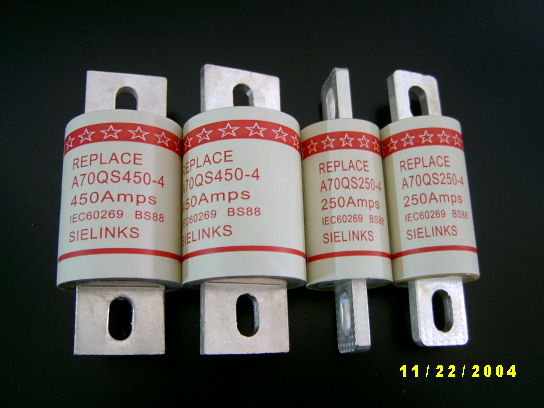 REPLACE
A70QS450-4
450Amps
IEC60269 BS88
SIELINKS
REPLACE
A70QS450-4
450Amps
IEC60269 BS88
SIELINKS
REPLACE
A70QS250-4
250Amps
IEC60269 BS88
SIELINKS
REPLACE
A70QS250-4
250Amps
IEC60269 BS88
SIELINKS
11/22/2004